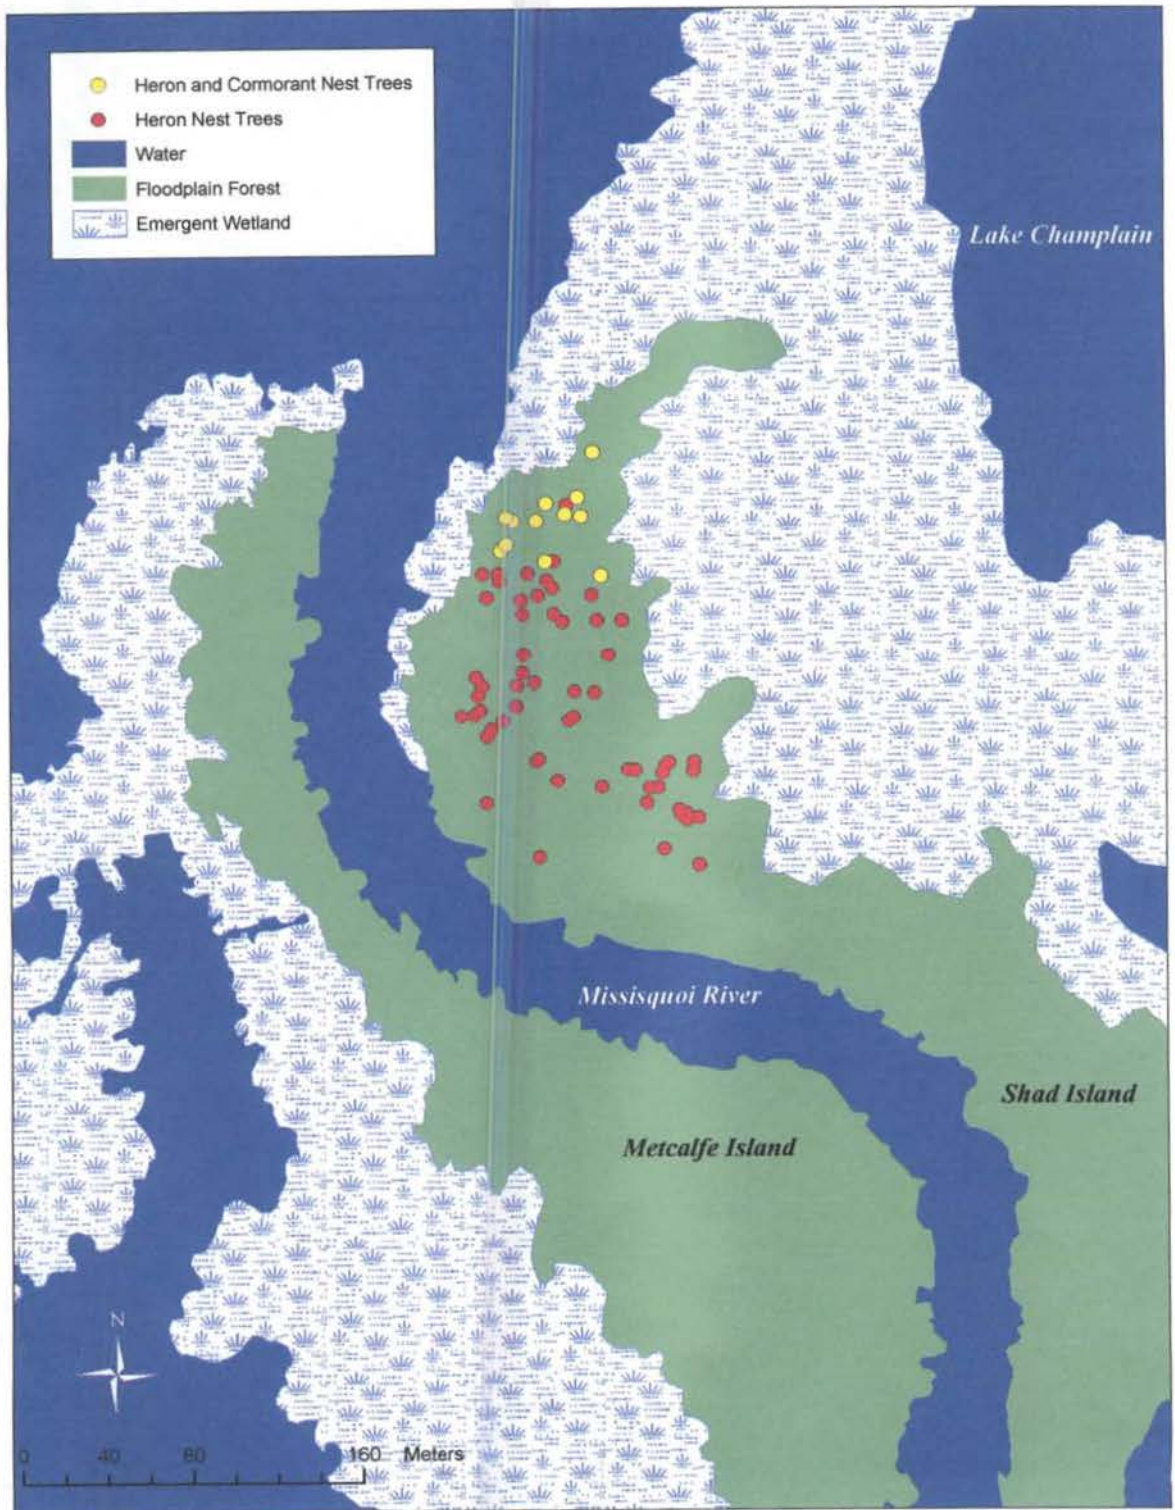 Heron and Cormorant Nest Trees
Heron Nest Trees
Water
Floodplain Forest
Emergent Wetland
Lake Champlain
Missisquoi River
Shad Island
Metcalfe Island
N
0 40 80 160 Meters